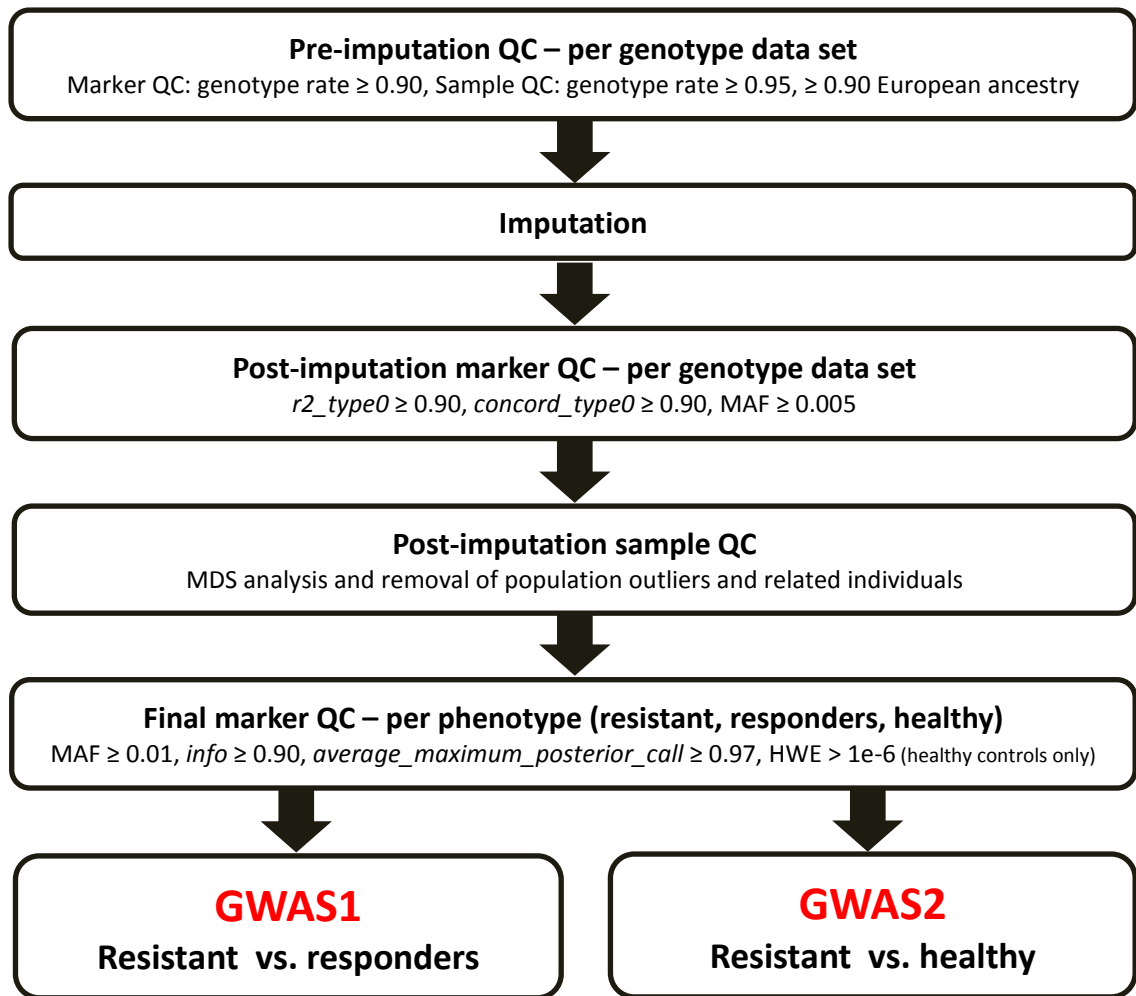 Pre-imputation QC – per genotype data set
Marker QC: genotype rate ≥ 0.90, Sample QC: genotype rate ≥ 0.95, ≥ 0.90 European ancestry
Imputation
Post-imputation marker QC – per genotype data set
r2_type0 ≥ 0.90, concord_type0 ≥ 0.90, MAF ≥ 0.005
Post-imputation sample QC
MDS analysis and removal of population outliers and related individuals
Final marker QC – per phenotype (resistant, responders, healthy)
MAF ≥ 0.01, info ≥ 0.90, average_maximum_posterior_call ≥ 0.97, HWE > 1e-6 (healthy controls only)
GWAS1
Resistant vs. responders
GWAS2
Resistant vs. healthy